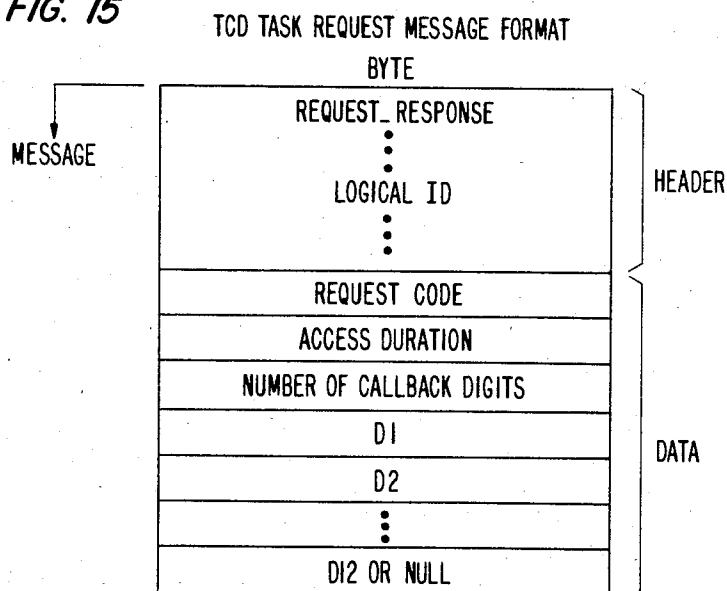 FIG. 15
TCD TASK REQUEST MESSAGE FORMAT
BYTE
MESSAGE
REQUEST_RESPONSE
LOGICAL ID
HEADER
REQUEST CODE
ACCESS DURATION
NUMBER OF CALLBACK DIGITS
D1
D2
D12 OR NULL
DATA